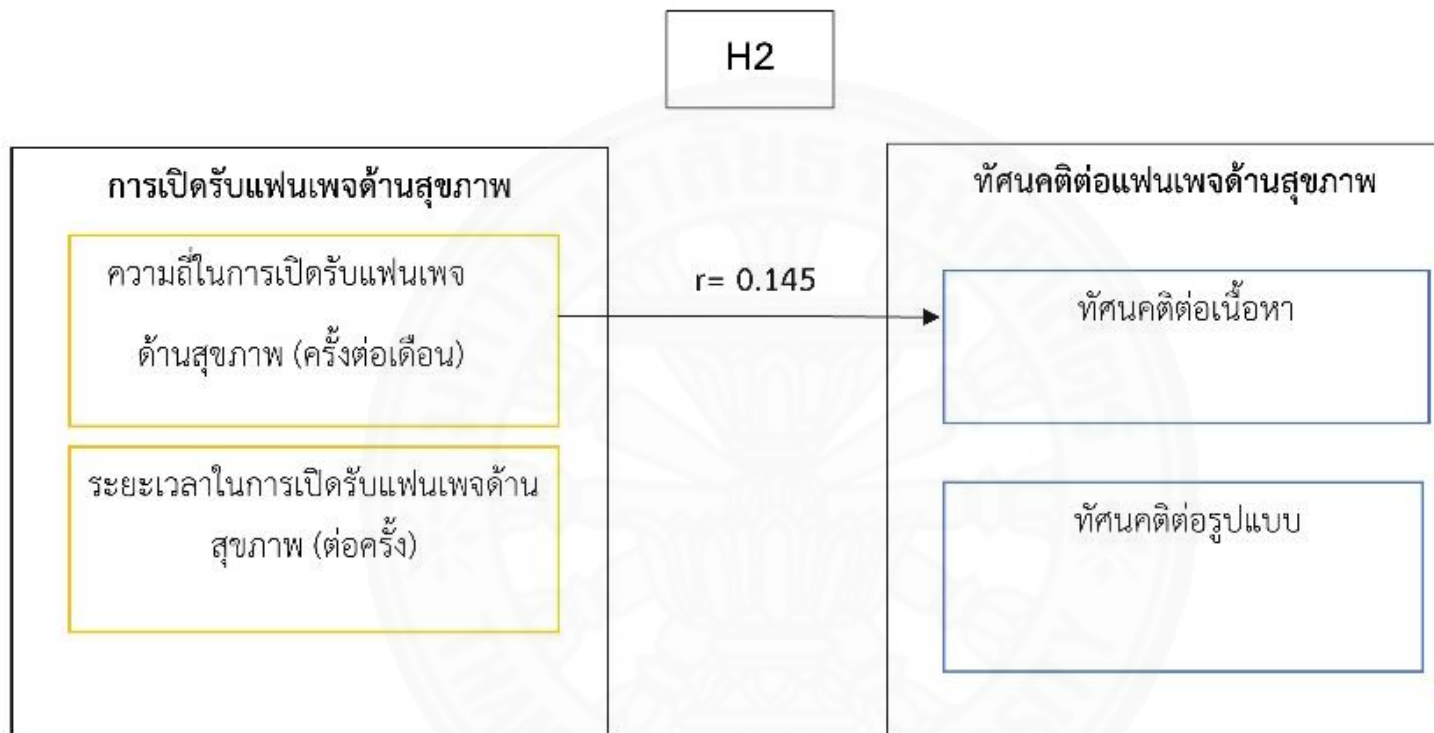 H2
การเปิดรับแฟนเพจด้านสุขภาพ
ความถี่ในการเปิดรับแฟนเพจ
ด้านสุขภาพ (ครั้งต่อเดือน)
ระยะเวลาในการเปิดรับแฟนเพจด้าน
สุขภาพ (ต่อครั้ง)
r= 0.145
ทัศนคติต่อแฟนเพจด้านสุขภาพ
ทัศนคติต่อเนื้อหา
ทัศนคติต่อรูปแบบ